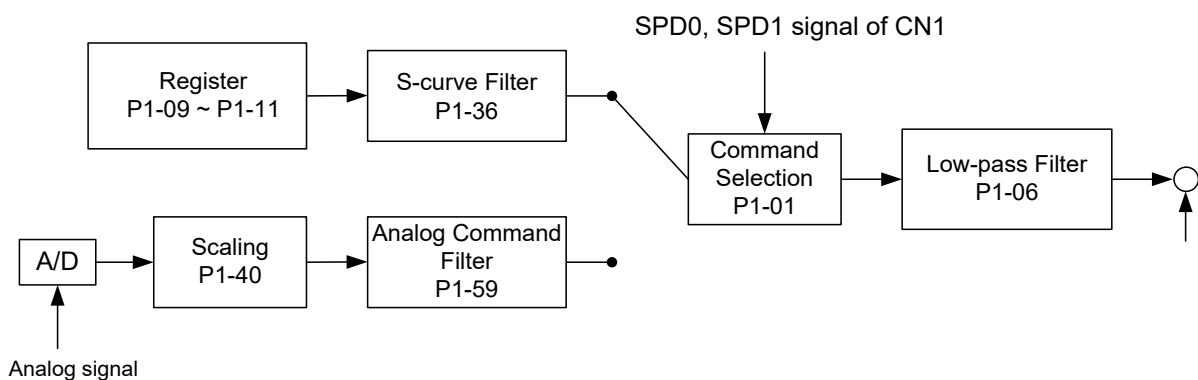 SPD0, SPD1 signal of CN1
Register
P1-09 ~ P1-11
S-curve Filter
P1-36
Command
Selection
P1-01
Low-pass Filter
P1-06
A/D
Scaling
P1-40
Analog Command
Filter
P1-59
Analog signal